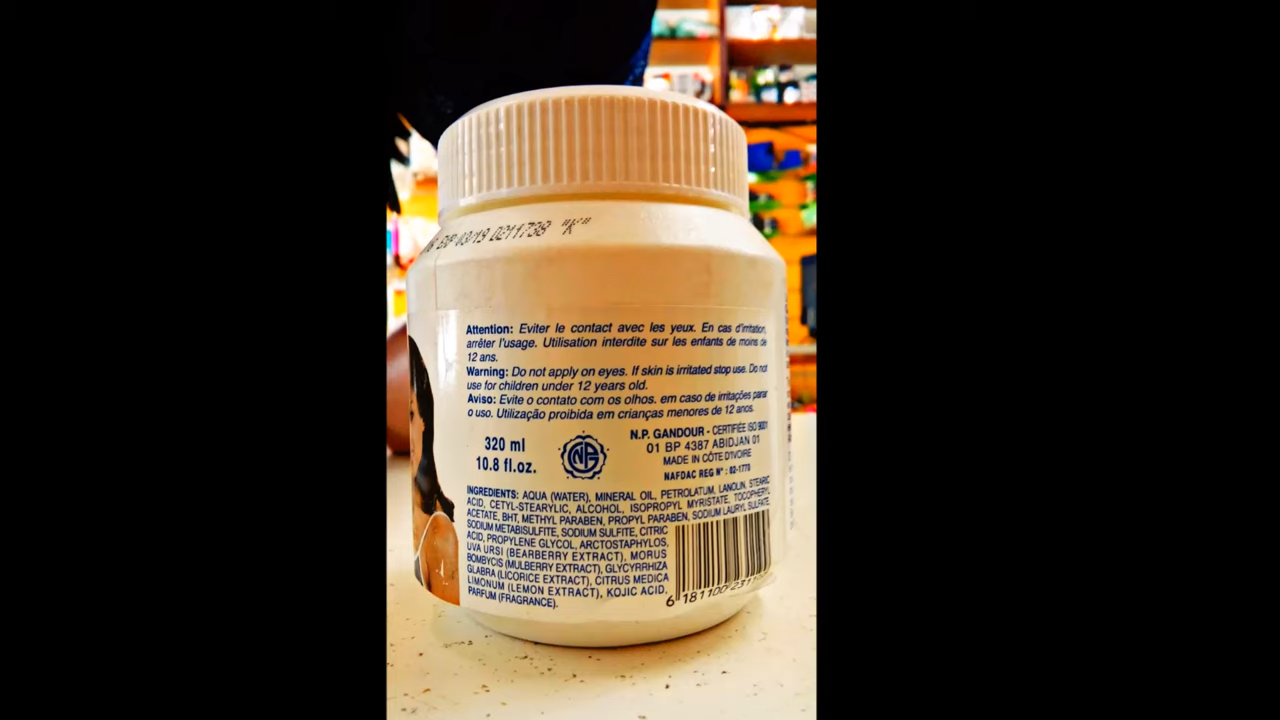 EXP 03/19 0211738 "K"
Attention: Eviter le contact avec les yeux. En cas d'irritation,
arrêter l'usage. Utilisation interdite sur les enfants de moins de
12 ans.
Warning: Do not apply on eyes. If skin is irritated stop use. Do not
use for children under 12 years old.
Aviso: Evite o contato com os olhos. em caso de irritações parar
o uso. Utilização proibida em crianças menores de 12 anos.
320 ml
10.8 fl.oz.
N.P. GANDOUR - CERTIFIÉE ISO 9001
01 BP 4387 ABIDJAN 01
MADE IN CÔTE D'IVOIRE
NAFDAC REG N° : 02-1770
INGREDIENTS: AQUA (WATER), MINERAL OIL, PETROLATUM, LANOLIN, STEARIC
ACID, CETYL-STEARYLIC, ALCOHOL, ISOPROPYL MYRISTATE, TOCOPHERYL
ACETATE, BHT, METHYL PARABEN, PROPYL PARABEN, SODIUM LAURYL SULFATE,
SODIUM METABISULFITE, SODIUM SULFITE, CITRIC
ACID, PROPYLENE GLYCOL, ARCTOSTAPHYLOS,
UVA URSI (BEARBERRY EXTRACT), MORUS
BOMBYCIS (MULBERRY EXTRACT), GLYCYRRHIZA
GLABRA (LICORICE EXTRACT), CITRUS MEDICA
LIMONUM (LEMON EXTRACT), KOJIC ACID,
PARFUM (FRAGRANCE).